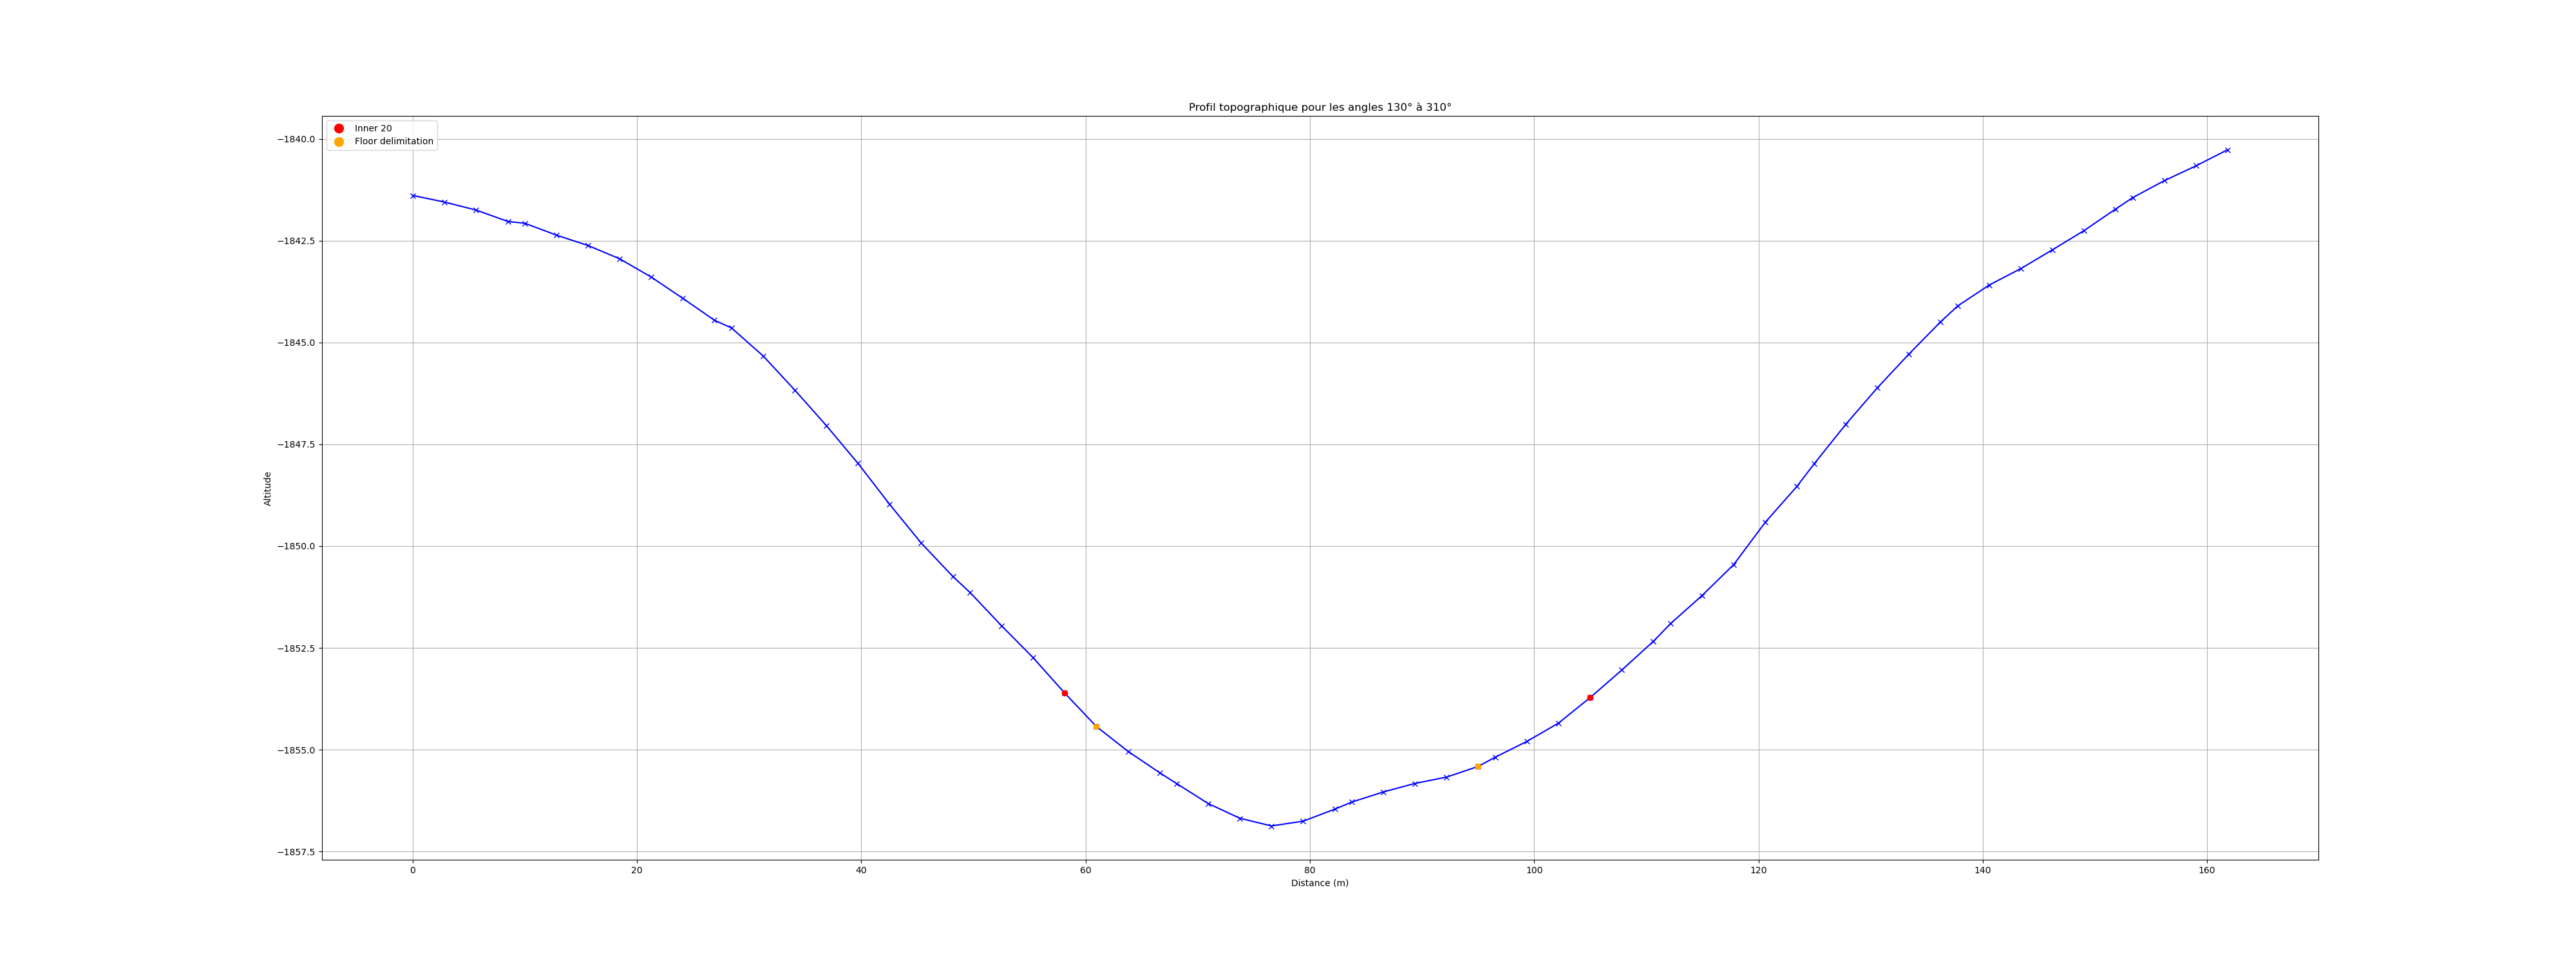 Profil topographique pour les angles 130° à 310°
Inner 20
Floor delimitation
−1840.0
−1842.5
−1845.0
−1847.5
−1850.0
−1852.5
−1855.0
−1857.5
Altitude
0 20 40 60 80 100 120 140 160
Distance (m)